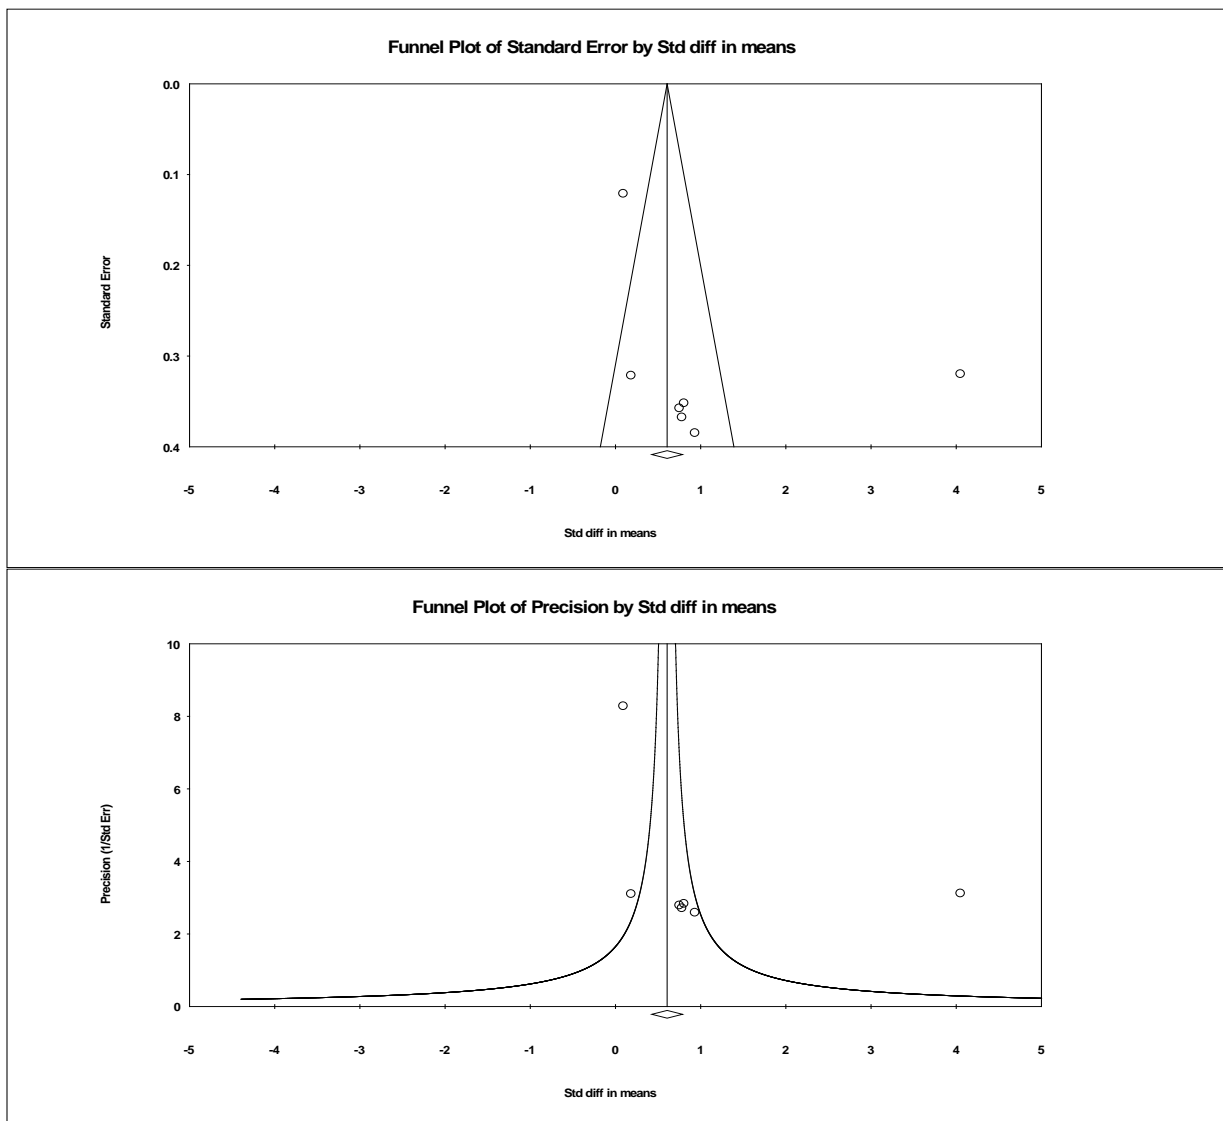 Funnel Plot of Standard Error by Std diff in means
0.0
0.1
0.2
0.3
0.4
Standard Error
-5 -4 -3 -2 -1 0 1 2 3 4 5
Std diff in means
Funnel Plot of Precision by Std diff in means
10
8
6
4
2
0
Precision (1/Std Err)
-5 -4 -3 -2 -1 0 1 2 3 4 5
Std diff in means